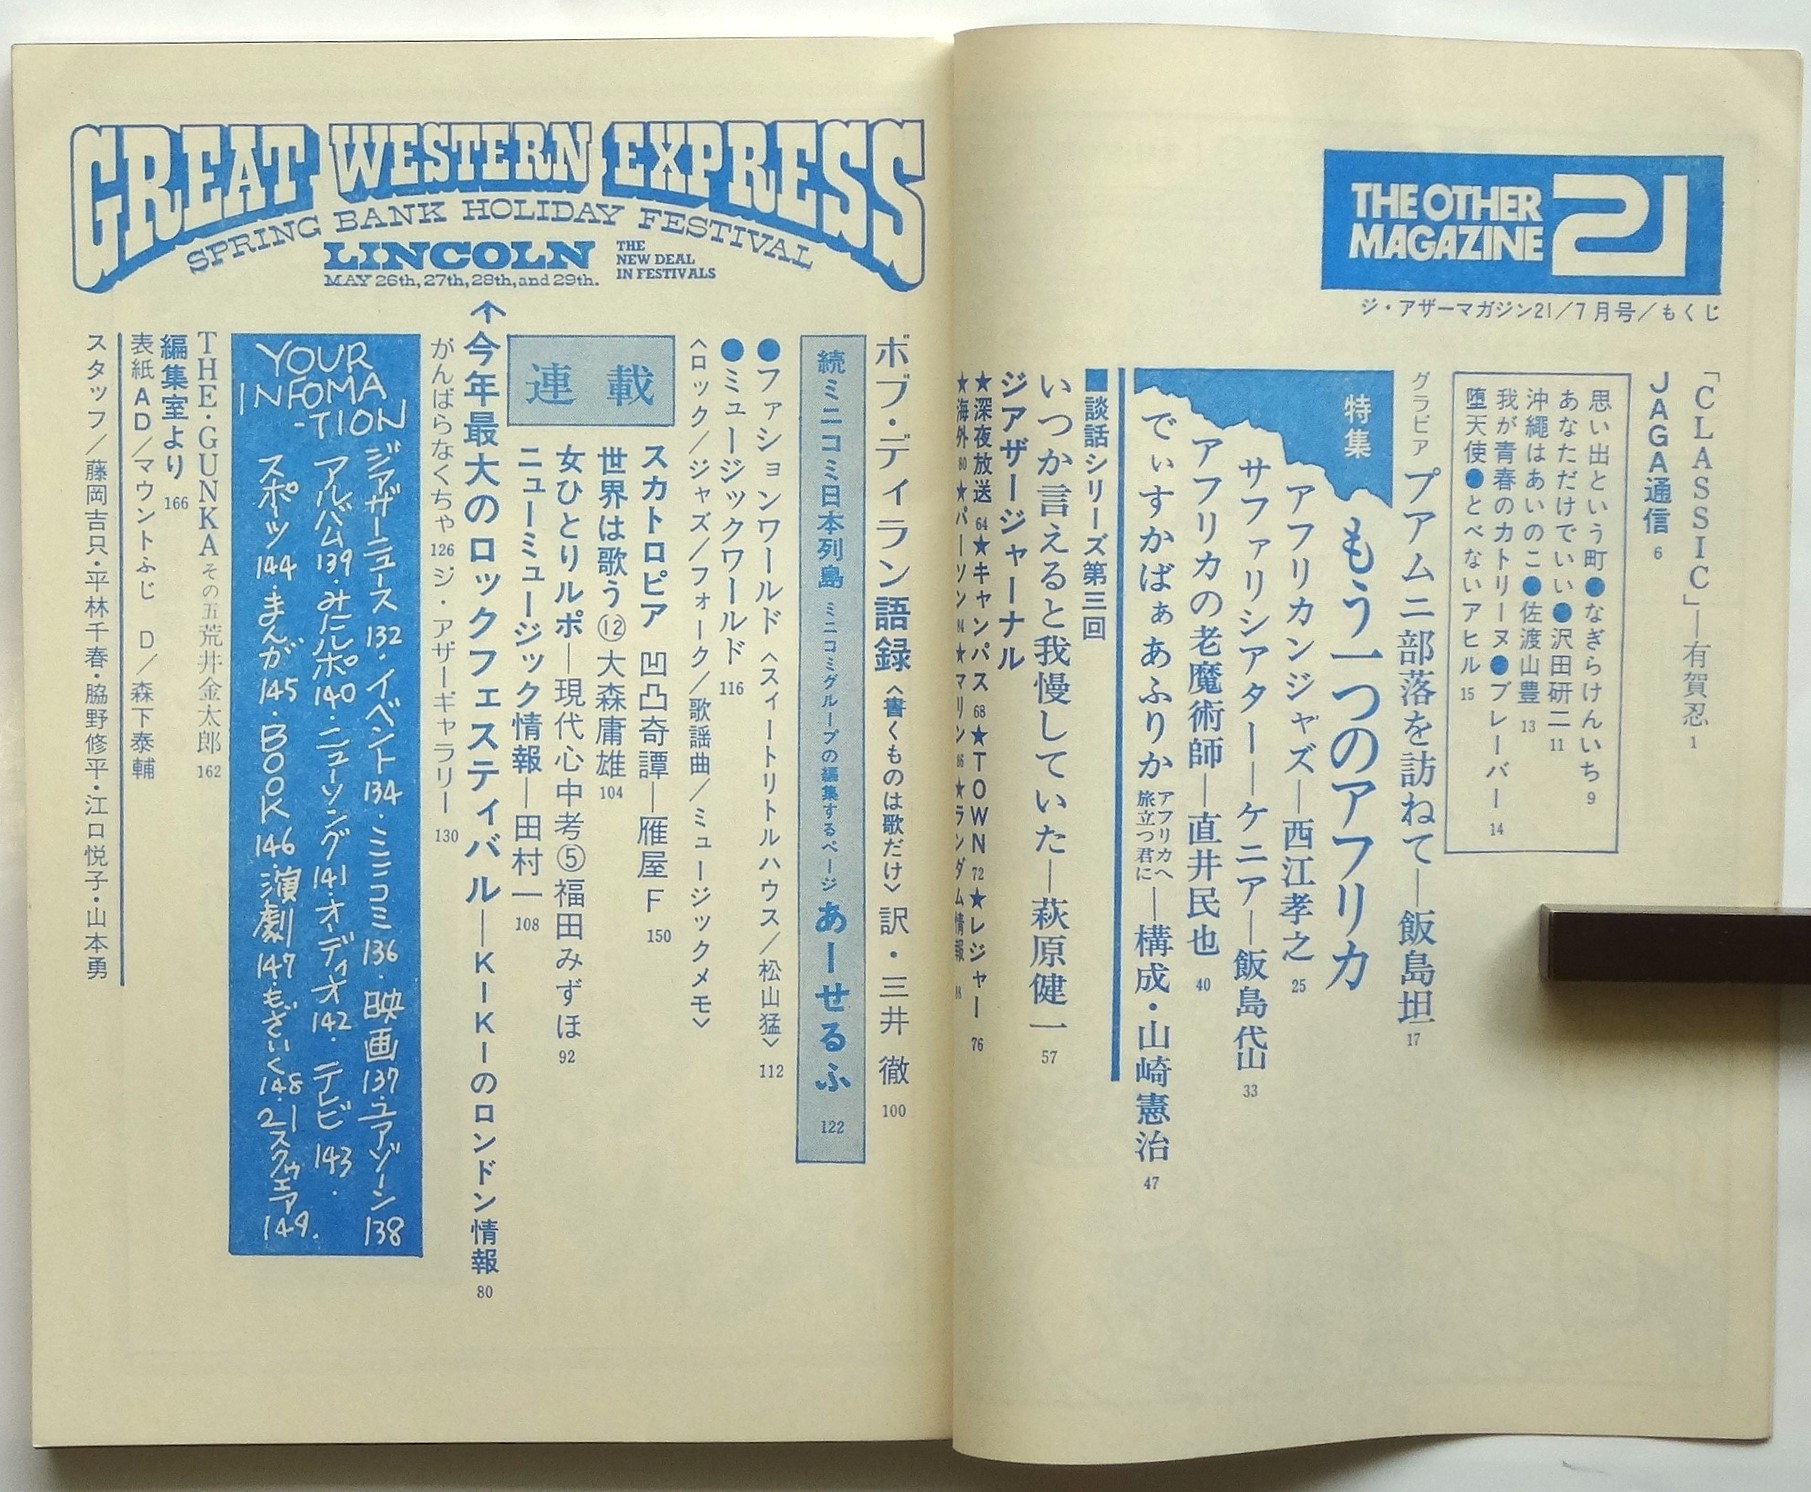 THE OTHER
MAGAZINE 21
ジ・アザーマガジン21/7月号/もくじ
「CLASSIC」―有賀忍 1
JAGA通信 6
思い出という町●なぎらけんいち 9
あなただけでいい●沢田研二 11
沖縄はあいのこ●佐渡山豊 13
我が青春のカトリーヌ●ブレーバー 14
堕天使●とべないアヒル 15
グラビア プアムニ部落を訪ねて―飯島坦 17
特集 もう一つのアフリカ
アフリカンジャズ―西江孝之 25
サファリシアター―ケニア―飯島岱 33
アフリカの老魔術師―直井民也 40
でぃすかばぁあふりか アフリカへ旅立つ君に―構成・山崎憲治 47
■談話シリーズ第三回
いつか言えると我慢していた―萩原健一 57
ジアザージャーナル
★深夜放送 64★キャンパス 68★TOWN 72★レジャー 76
★海外 80★パーソン 84★マリン 86★ランダム情報 88
ボブ・ディラン語録〈書くものは歌だけ〉訳・三井 徹 100
続ミニコミ日本列島 ミニコミグループの編集するページ あーせるふ 122
●ファションワールド〈スィートリトルハウス/松山猛〉 112
●ミュージックワールド 116
〈ロック/ジャズ/フォーク/歌謡曲/ミュージックメモ〉
連載
スカトロピア 凹凸奇譚―雁屋F 150
世界は歌う⑫大森庸雄 104
女ひとりルポ―現代心中考⑤福田みずほ 92
ニューミュージック情報―田村一 108
GREAT WESTERN EXPRESS
SPRING BANK HOLIDAY FESTIVAL
LINCOLN
MAY 26th, 27th, 28th, and 29th.
THE
NEW DEAL
IN FESTIVALS
↑今年最大のロックフェスティバル―KIKIのロンドン情報 80
がんばらなくちゃ 126 ジ・アザーギャラリー 130
YOUR
INFOMA
-TION
ジアザーニュース 132・イベント 134・ミニコミ 136・映画 137・ユアゾーン 138
アルバム 139・みたルポ 140・ニューソング 141・オーディオ 142・テレビ 143・
スポーツ 144・まんが 145・BOOK 146・演劇 147・もざいく 148・21スクウェア 149.
THE・GUNKA その五 荒井金太郎 162
編集室より 166
表紙AD/マウントふじ D/森下泰輔
スタッフ/藤岡吉只・平林千春・脇野修平・江口悦子・山本勇